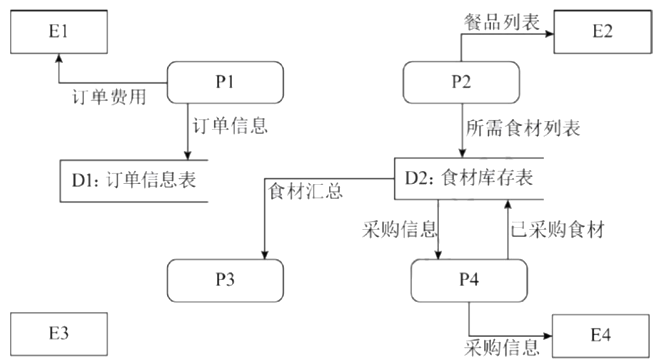 E1
餐品列表
E2
P1
P2
订单费用
订单信息
所需食材列表
D1：订单信息表
食材汇总
D2：食材库存表
采购信息
已采购食材
P3
P4
E3
采购信息
E4